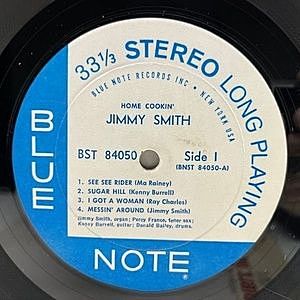 33⅓ STEREO LONG PLAYING
BLUE NOTE RECORDS INC · NEW YORK USA
HOME COOKIN'
JIMMY SMITH
BST 84050
Side 1
(BNST 84050-A)
1. SEE SEE RIDER (Ma Rainey)
2. SUGAR HILL (Kenny Burrell)
3. I GOT A WOMAN (Ray Charles)
4. MESSIN' AROUND (Jimmy Smith)
Jimmy Smith, organ; Percy France, tenor sax;
Kenny Burrell, guitar; Donald Bailey, drums.
BLUE
NOTE